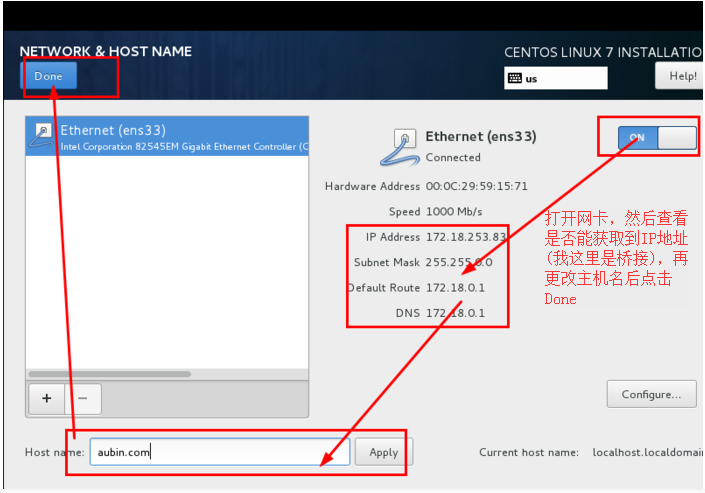 NETWORK & HOST NAME
CENTOS LINUX 7 INSTALLATIO
Done
us
Help!
Ethernet (ens33)
Intel Corporation 82545EM Gigabit Ethernet Controller (C
Ethernet (ens33)
Connected
ON
Hardware Address 00:0C:29:59:15:71
Speed 1000 Mb/s
IP Address 172.18.253.83
Subnet Mask 255.255.0.0
Default Route 172.18.0.1
DNS 172.18.0.1
打开网卡，然后查看
是否能获取到IP地址
(我这里是桥接)，再
更改主机名后点击
Done
+ −
Configure...
Host name: aubin.com Apply
Current host name: localhost.localdomai